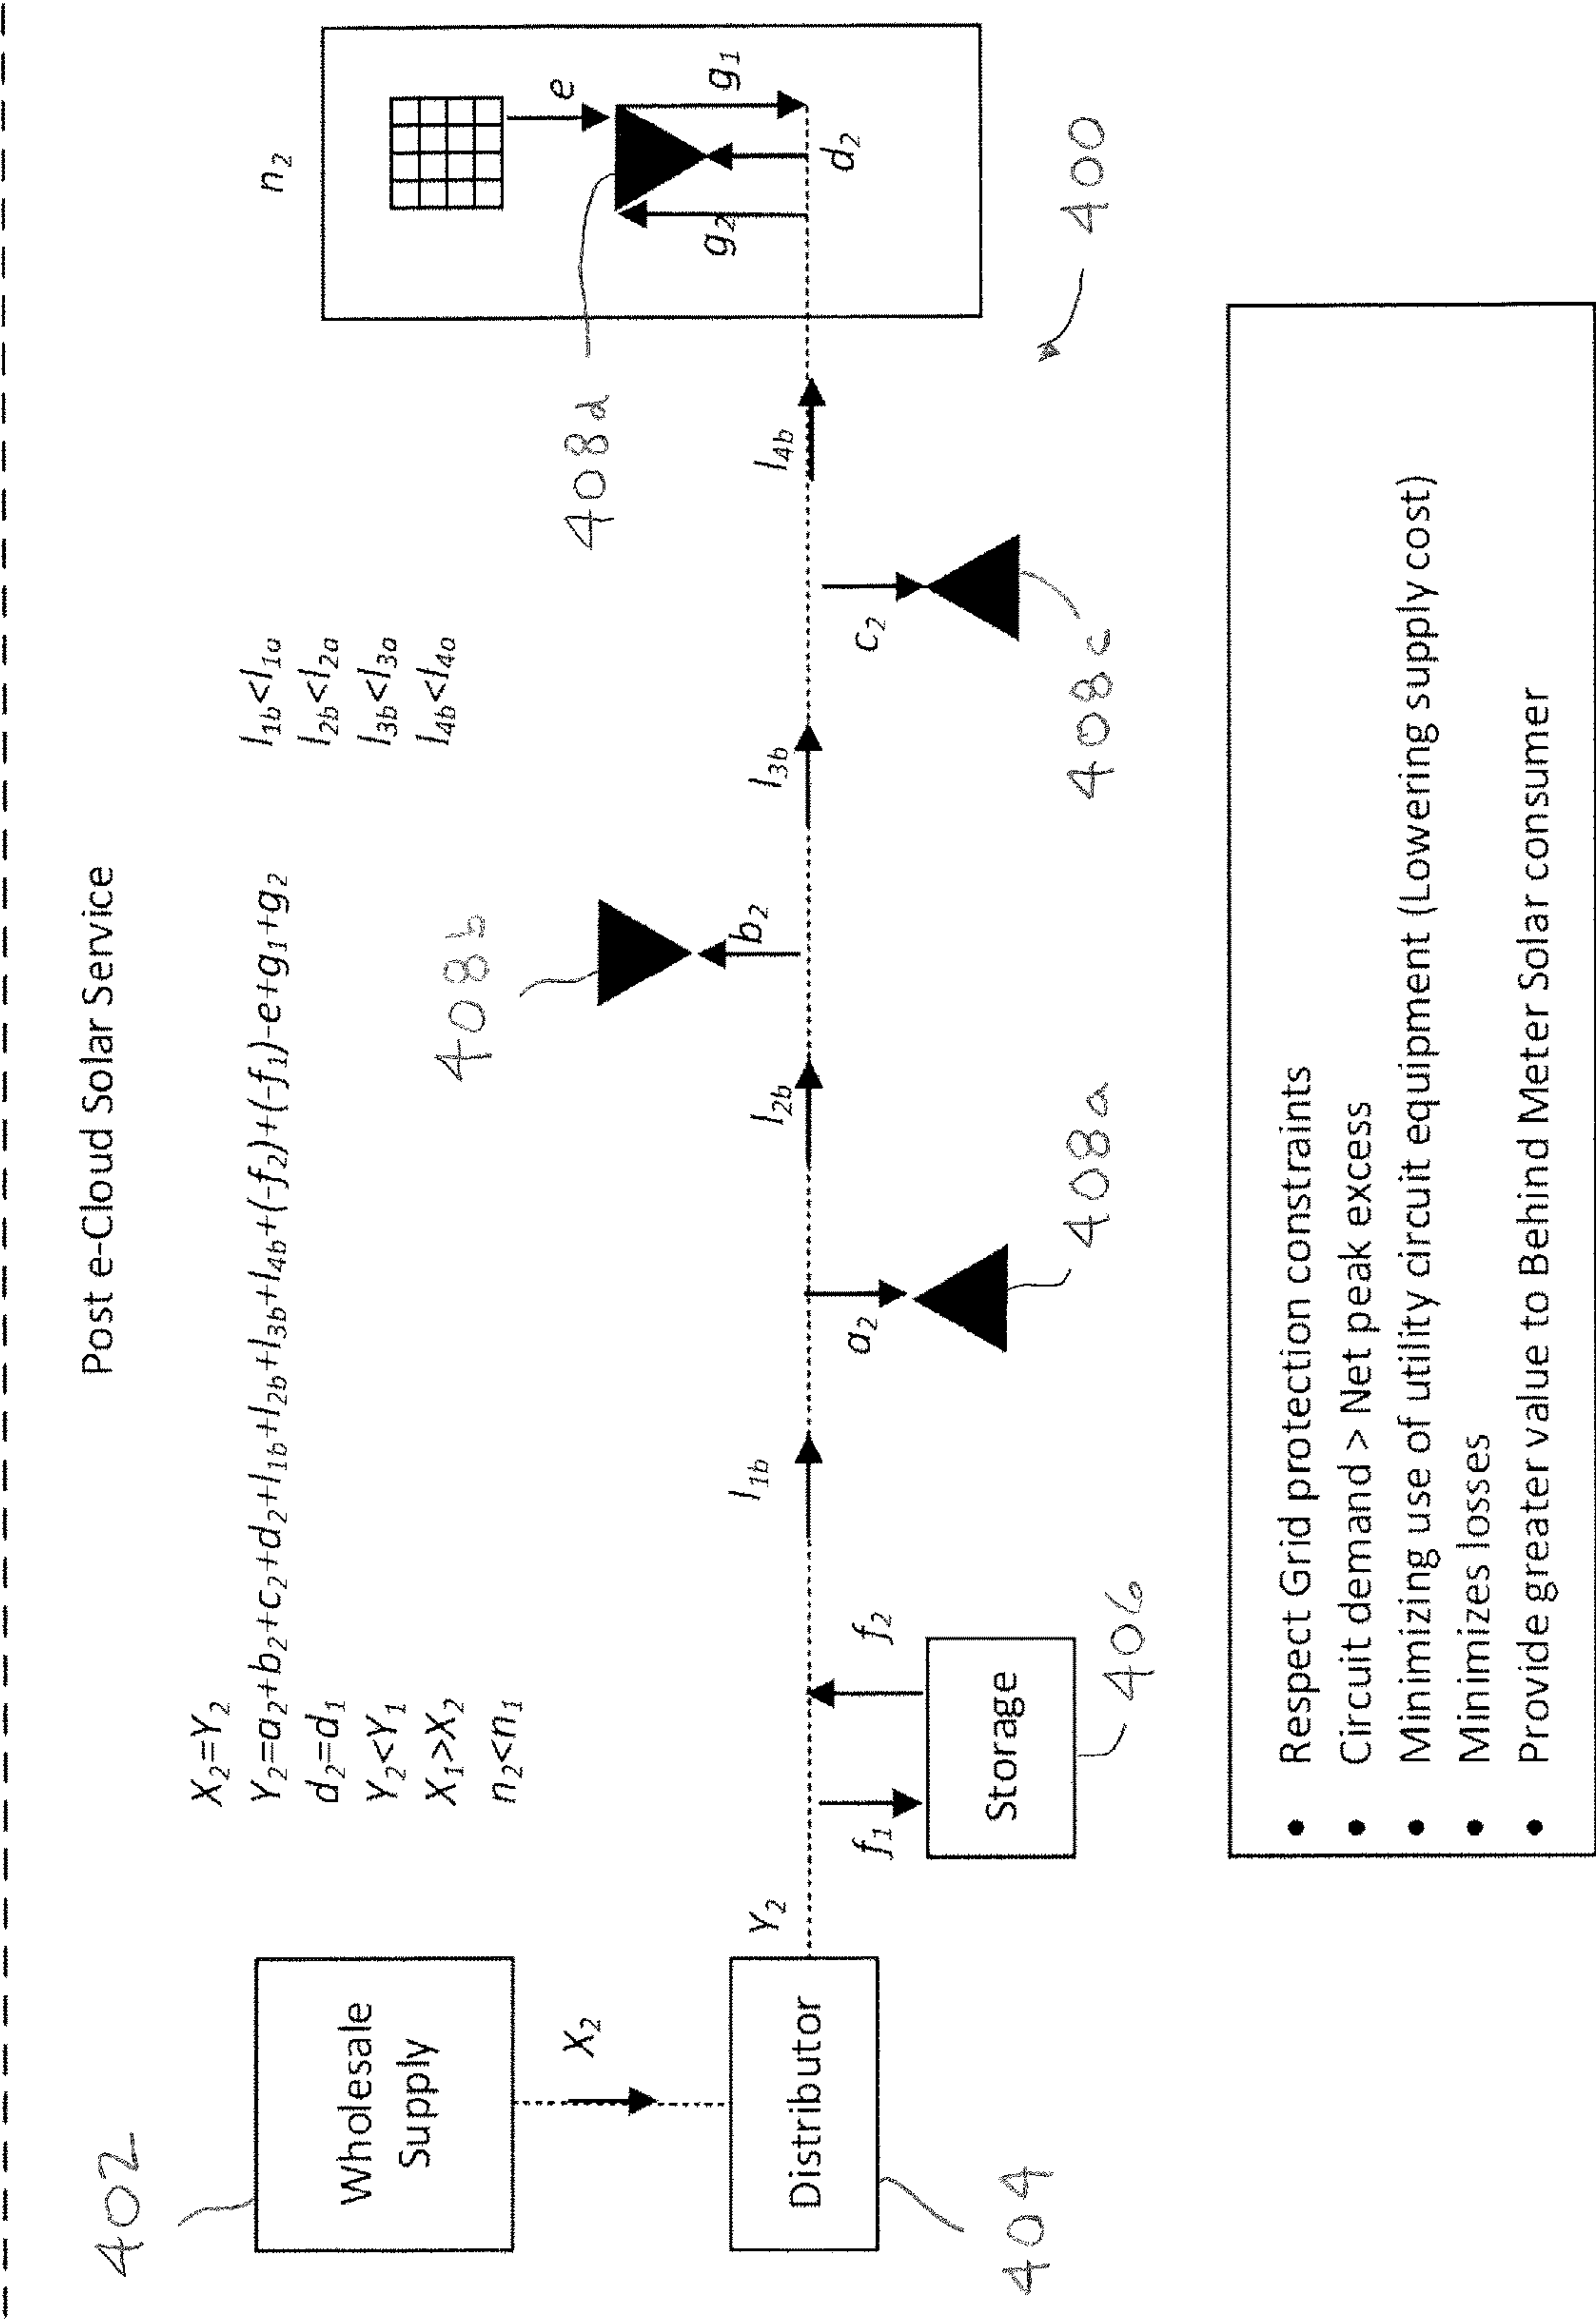 Post e-Cloud Solar Service
X₂=Y₂
Y₂=a₂+b₂+c₂+d₂+l₁b+l₂b+l₃b+l₄b+(-f₂)+(-f₁)-e+g₁+g₂
d₂=d₁
Y₂<Y₁
X₁>X₂
n₂<n₁
l₁b<l₁a
l₂b<l₂a
l₃b<l₃a
l₄b<l₄a
402
Wholesale
Supply
X₂
Distributor
404
Y₂
f₁
f₂
Storage
406
l₁b
a₂
408a
l₂b
408b
b₂
l₃b
c₂
408c
l₄b
408d
n₂
e
g₂
d₂
g₁
400
• Respect Grid protection constraints
• Circuit demand > Net peak excess
• Minimizing use of utility circuit equipment (Lowering supply cost)
• Minimizes losses
• Provide greater value to Behind Meter Solar consumer